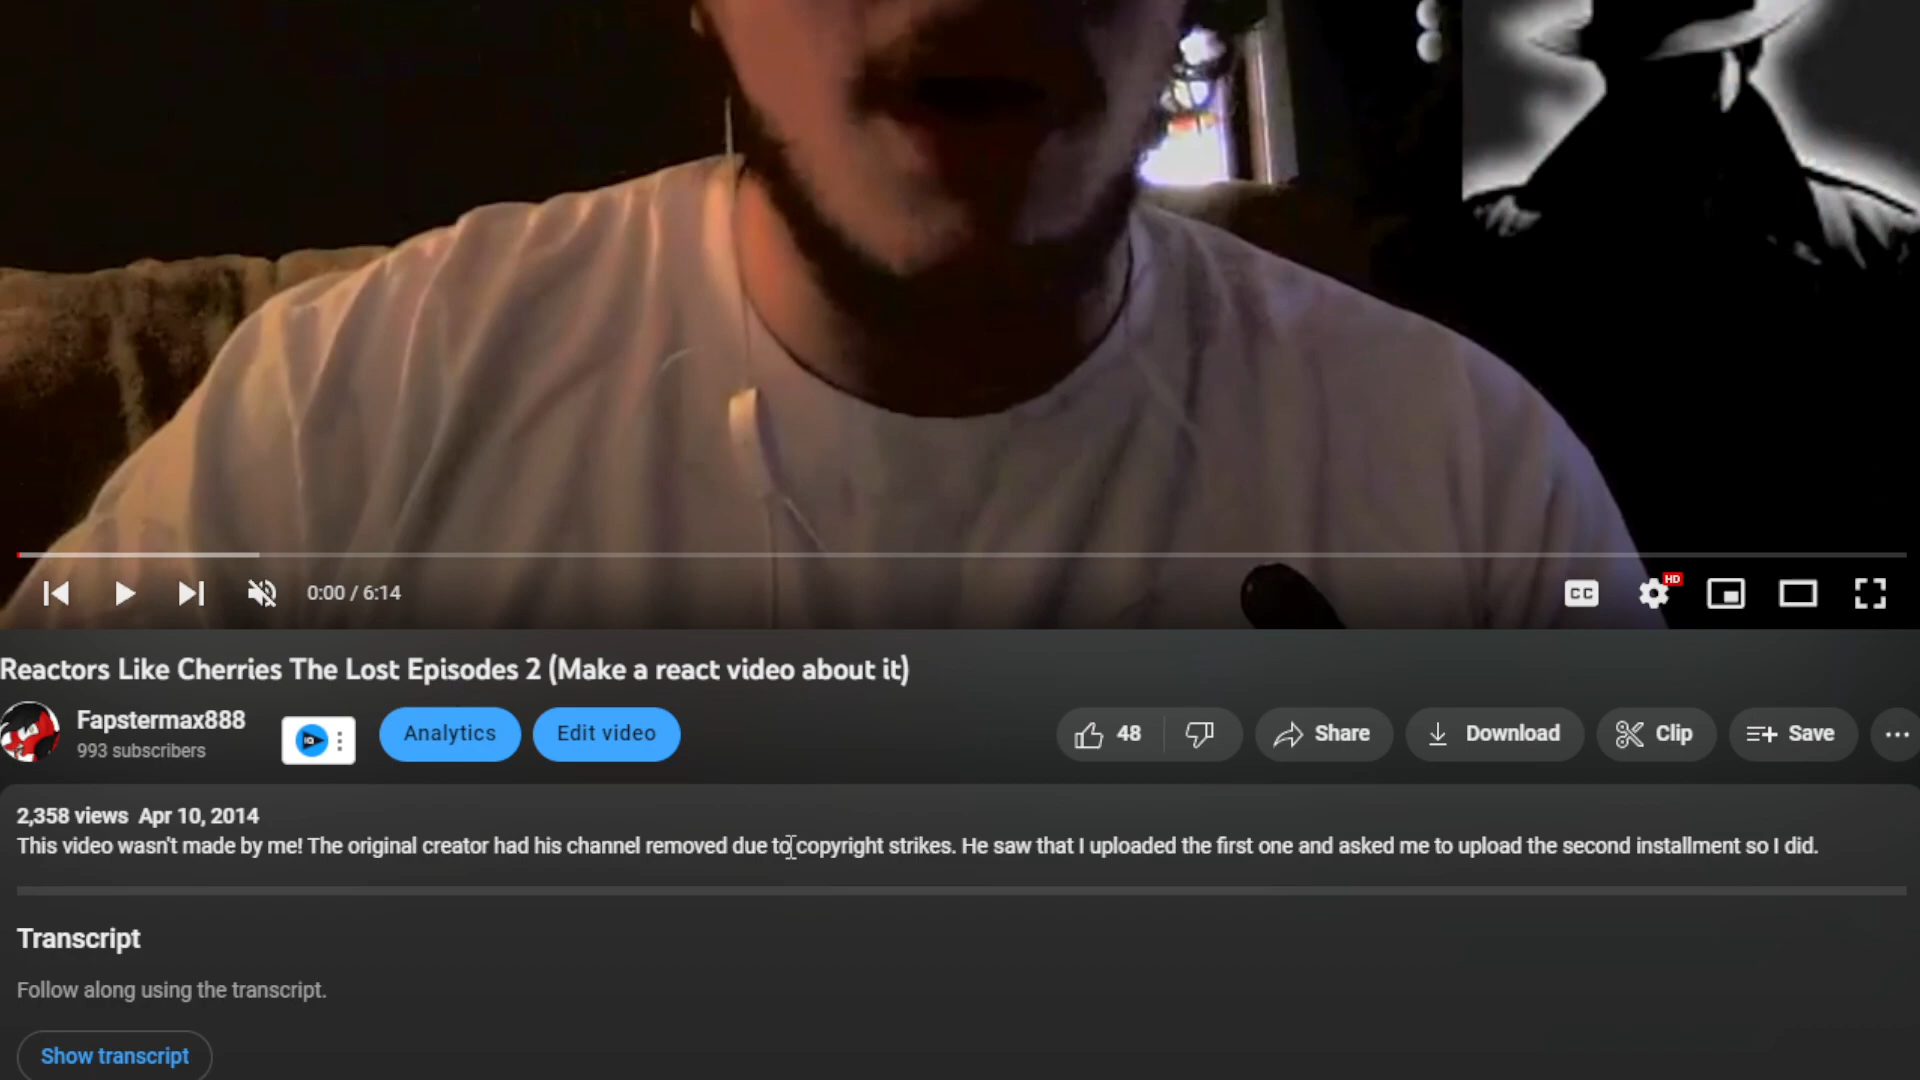 0:00 / 6:14
CC
HD
Reactors Like Cherries The Lost Episodes 2 (Make a react video about it)
Fapstermax888
993 subscribers
Analytics
Edit video
48
Share
Download
Clip
Save
2,358 views Apr 10, 2014
This video wasn't made by me! The original creator had his channel removed due to copyright strikes. He saw that I uploaded the first one and asked me to upload the second installment so I did.
Transcript
Follow along using the transcript.
Show transcript